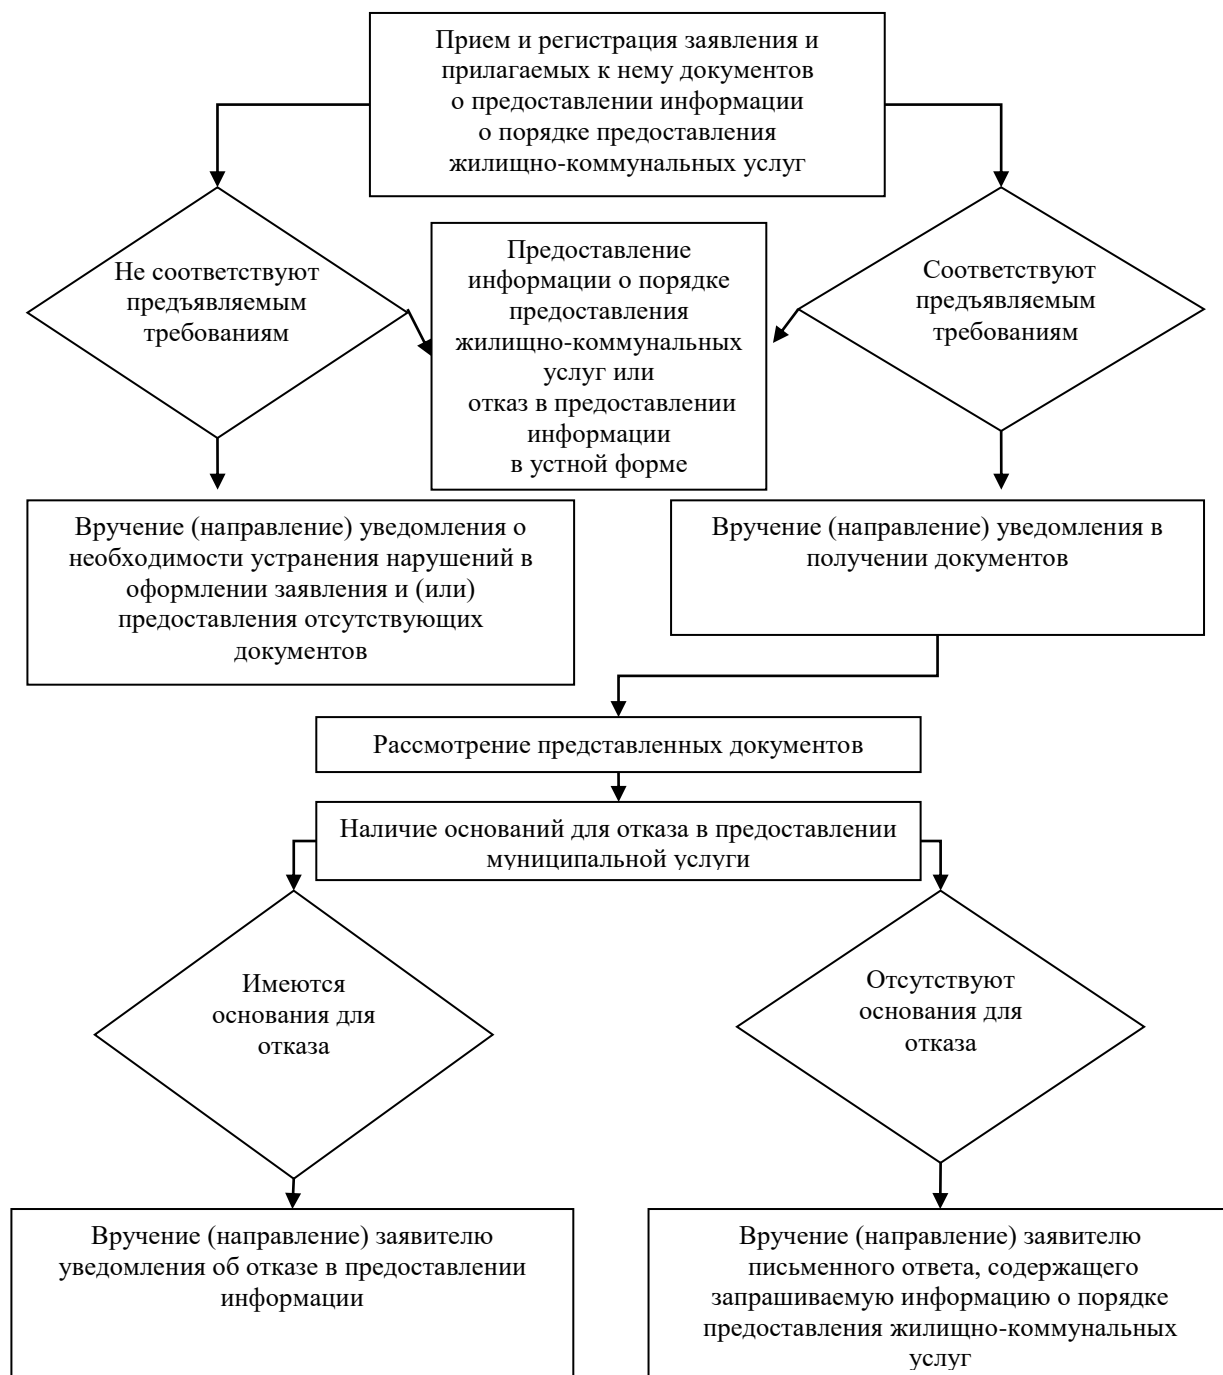 Прием и регистрация заявления и
прилагаемых к нему документов
о предоставлении информации
о порядке предоставления
жилищно-коммунальных услуг
Не соответствуют
предъявляемым
требованиям
Предоставление
информации о порядке
предоставления
жилищно-коммунальных
услуг или
отказ в предоставлении
информации
в устной форме
Соответствуют
предъявляемым
требованиям
Вручение (направление) уведомления о
необходимости устранения нарушений в
оформлении заявления и (или)
предоставления отсутствующих
документов
Вручение (направление) уведомления в
получении документов
Рассмотрение представленных документов
Наличие оснований для отказа в предоставлении
муниципальной услуги
Имеются
основания для
отказа
Отсутствуют
основания для
отказа
Вручение (направление) заявителю
уведомления об отказе в предоставлении
информации
Вручение (направление) заявителю
письменного ответа, содержащего
запрашиваемую информацию о порядке
предоставления жилищно-коммунальных
услуг